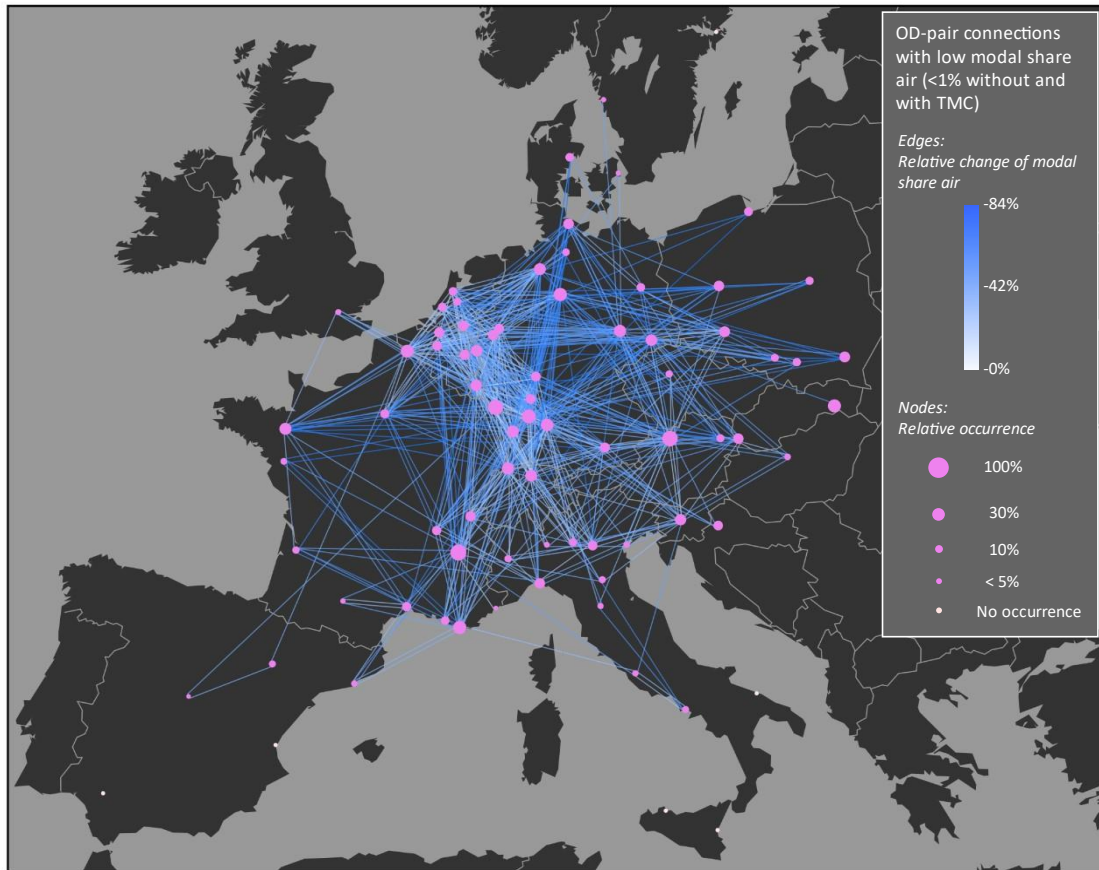 OD-pair connections
with low modal share
air (<1% without and
with TMC)
Edges:
Relative change of modal
share air
-84%
-42%
-0%
Nodes:
Relative occurrence
100%
30%
10%
< 5%
No occurrence